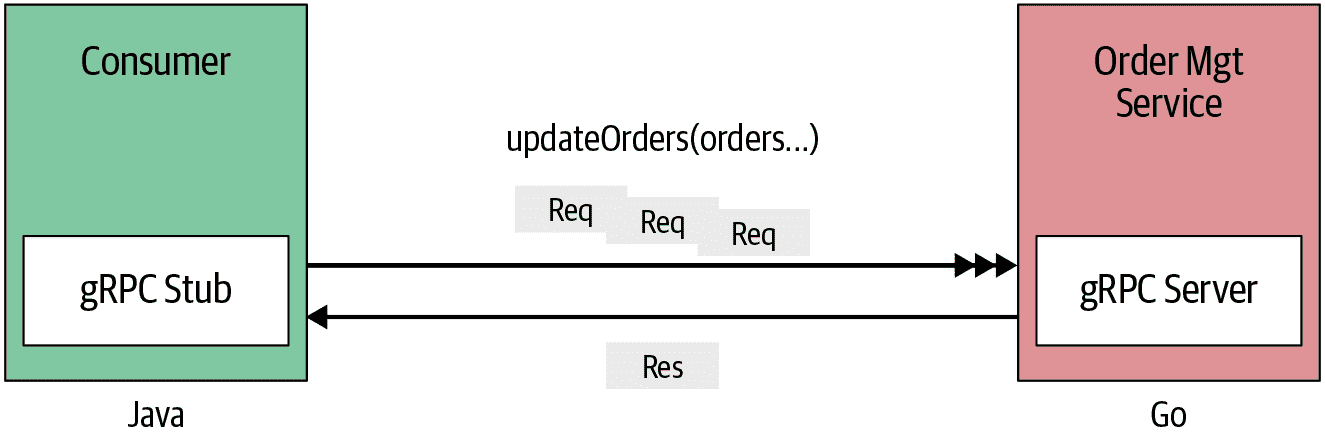 Consumer
Order Mgt
Service
updateOrders(orders...)
Req
Req
Req
gRPC Stub
gRPC Server
Res
Java
Go